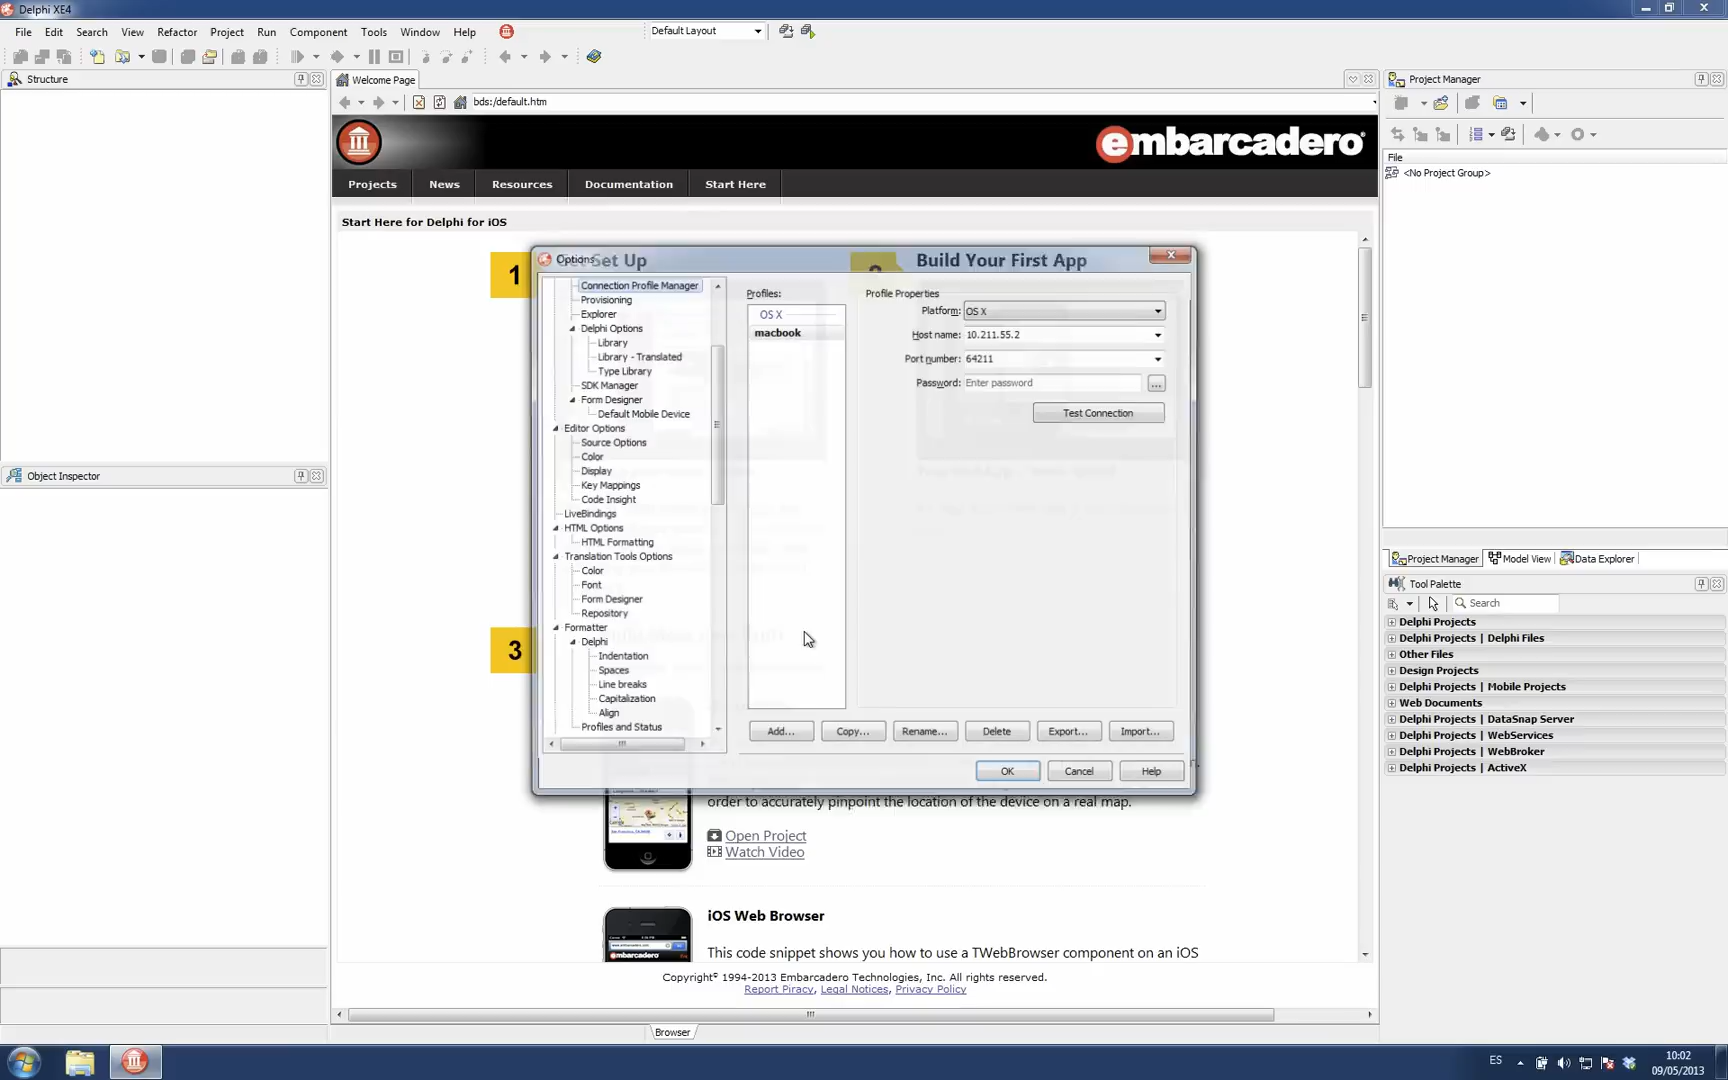 Delphi XE4
File Edit Search View Refactor Project Run Component Tools Window Help
Default Layout
Structure
Welcome Page
bds:/default.htm
embarcadero
Projects News Resources Documentation Start Here
Start Here for Delphi for iOS
1
Set Up
Build Your First App
Options
Connection Profile Manager
Provisioning
Explorer
Delphi Options
Library
Library - Translated
Type Library
SDK Manager
Form Designer
Default Mobile Device
Editor Options
Source Options
Color
Display
Key Mappings
Code Insight
LiveBindings
HTML Options
HTML Formatting
Translation Tools Options
Color
Font
Form Designer
Repository
Formatter
Delphi
Indentation
Spaces
Line breaks
Capitalization
Align
Profiles and Status
Profiles:
OS X
macbook
Profile Properties
Platform: OS X
Host name: 10.211.55.2
Port number: 64211
Password: Enter password
...
Test Connection
Add... Copy... Rename... Delete Export... Import...
OK Cancel Help
3
order to accurately pinpoint the location of the device on a real map.
Open Project
Watch Video
iOS Web Browser
This code snippet shows you how to use a TWebBrowser component on an iOS
Copyright© 1994-2013 Embarcadero Technologies, Inc. All rights reserved.
Report Piracy, Legal Notices, Privacy Policy
Browser
Object Inspector
Project Manager
File
<No Project Group>
Project Manager Model View Data Explorer
Tool Palette
Search
Delphi Projects
Delphi Projects | Delphi Files
Other Files
Design Projects
Delphi Projects | Mobile Projects
Web Documents
Delphi Projects | DataSnap Server
Delphi Projects | WebServices
Delphi Projects | WebBroker
Delphi Projects | ActiveX
ES
10:02
09/05/2013